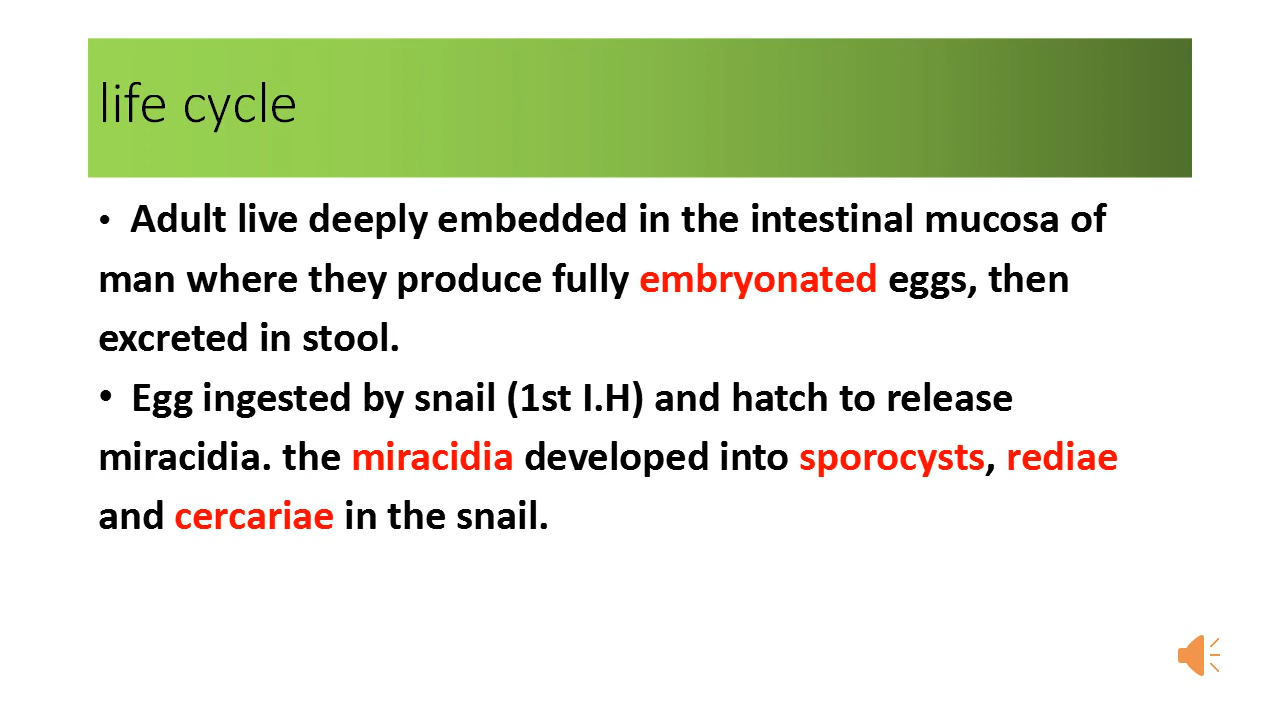 life cycle
• Adult live deeply embedded in the intestinal mucosa of
man where they produce fully embryonated eggs, then
excreted in stool.
• Egg ingested by snail (1st I.H) and hatch to release
miracidia. the miracidia developed into sporocysts, rediae
and cercariae in the snail.